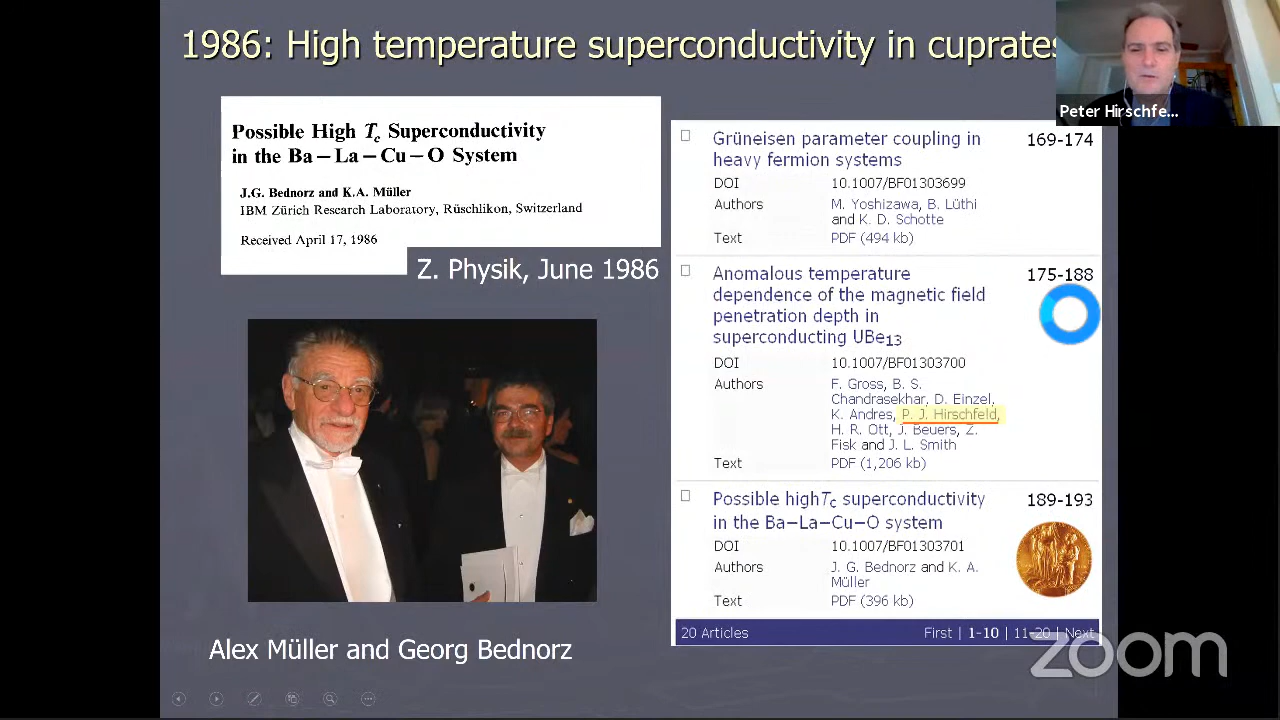 1986: High temperature superconductivity in cuprates
Peter Hirschfe...
Possible High Tc Superconductivity
in the Ba – La – Cu – O System
J.G. Bednorz and K.A. Müller
IBM Zürich Research Laboratory, Rüschlikon, Switzerland
Received April 17, 1986
Z. Physik, June 1986
Alex Müller and Georg Bednorz
Grüneisen parameter coupling in 169-174
heavy fermion systems
DOI 10.1007/BF01303699
Authors M. Yoshizawa, B. Lüthi
and K. D. Schotte
Text PDF (494 kb)
Anomalous temperature 175-188
dependence of the magnetic field
penetration depth in
superconducting UBe13
DOI 10.1007/BF01303700
Authors F. Gross, B. S.
Chandrasekhar, D. Einzel,
K. Andres, P. J. Hirschfeld,
H. R. Ott, J. Beuers, Z.
Fisk and J. L. Smith
Text PDF (1,206 kb)
Possible highTc superconductivity 189-193
in the Ba–La–Cu–O system
DOI 10.1007/BF01303701
Authors J. G. Bednorz and K. A.
Müller
Text PDF (396 kb)
20 Articles First | 1-10 | 11-20 | Next
zoom